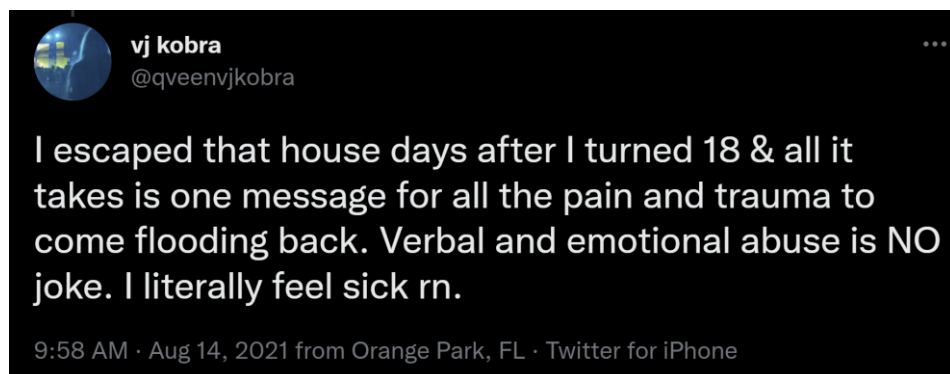 vj kobra
@qveenvjkobra
I escaped that house days after I turned 18 & all it
takes is one message for all the pain and trauma to
come flooding back. Verbal and emotional abuse is NO
joke. I literally feel sick rn.
9:58 AM · Aug 14, 2021 from Orange Park, FL · Twitter for iPhone